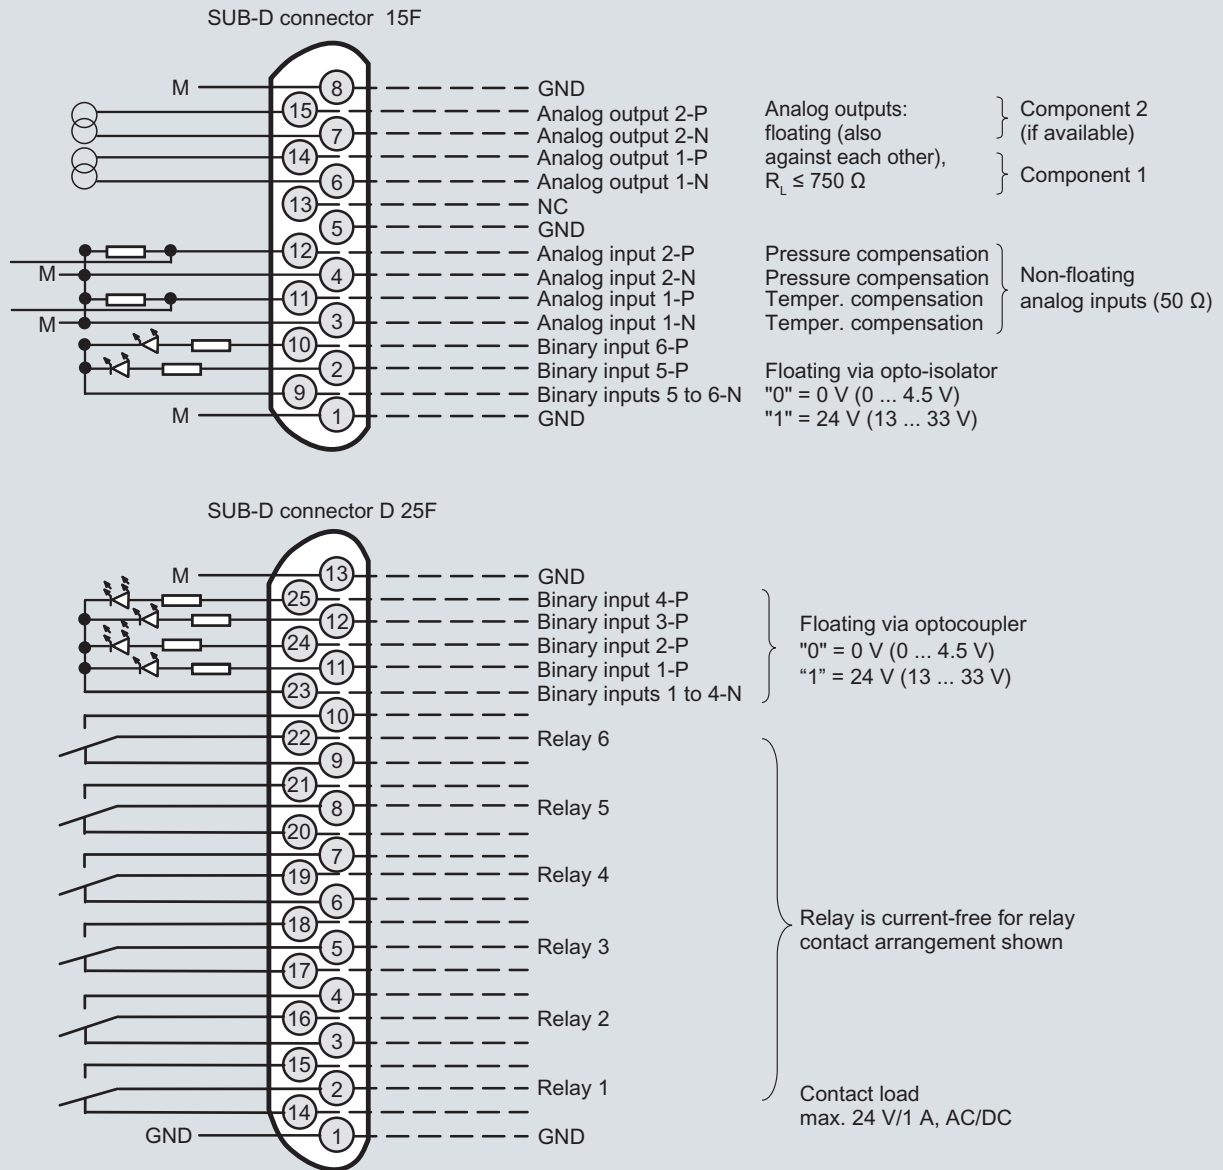 SUB-D connector 15F
M 8 GND
15 Analog output 2-P Analog outputs: Component 2
7 Analog output 2-N floating (also (if available)
14 Analog output 1-P against each other),
6 Analog output 1-N R_L ≤ 750 Ω Component 1
13 NC
5 GND
12 Analog input 2-P Pressure compensation
M 4 Analog input 2-N Pressure compensation Non-floating
11 Analog input 1-P Temper. compensation analog inputs (50 Ω)
M 3 Analog input 1-N Temper. compensation
10 Binary input 6-P
2 Binary input 5-P Floating via opto-isolator
9 Binary inputs 5 to 6-N "0" = 0 V (0 ... 4.5 V)
M 1 GND "1" = 24 V (13 ... 33 V)
SUB-D connector D 25F
M 13 GND
25 Binary input 4-P
12 Binary input 3-P Floating via optocoupler
24 Binary input 2-P "0" = 0 V (0 ... 4.5 V)
11 Binary input 1-P “1” = 24 V (13 ... 33 V)
23 Binary inputs 1 to 4-N
10
22 Relay 6
9
21
8 Relay 5
20
7
19 Relay 4
6
18 Relay is current-free for relay
5 Relay 3 contact arrangement shown
17
4
16 Relay 2
3
15
2 Relay 1 Contact load
14 max. 24 V/1 A, AC/DC
GND 1 GND